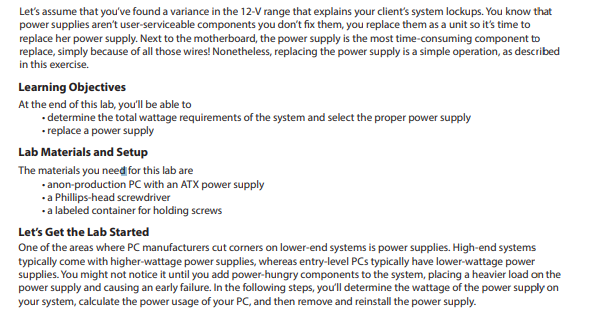 Let's assume that you've found a variance in the 12-V range that explains your client's system lockups. You know that
power supplies aren't user-serviceable components you don't fix them, you replace them as a unit so it's time to
replace her power supply. Next to the motherboard, the power supply is the most time-consuming component to
replace, simply because of all those wires! Nonetheless, replacing the power supply is a simple operation, as described
in this exercise.
Learning Objectives
At the end of this lab, you'll be able to
• determine the total wattage requirements of the system and select the proper power supply
• replace a power supply
Lab Materials and Setup
The materials you need for this lab are
• anon-production PC with an ATX power supply
• a Phillips-head screwdriver
• a labeled container for holding screws
Let's Get the Lab Started
One of the areas where PC manufacturers cut corners on lower-end systems is power supplies. High-end systems
typically come with higher-wattage power supplies, whereas entry-level PCs typically have lower-wattage power
supplies. You might not notice it until you add power-hungry components to the system, placing a heavier load on the
power supply and causing an early failure. In the following steps, you'll determine the wattage of the power supply on
your system, calculate the power usage of your PC, and then remove and reinstall the power supply.